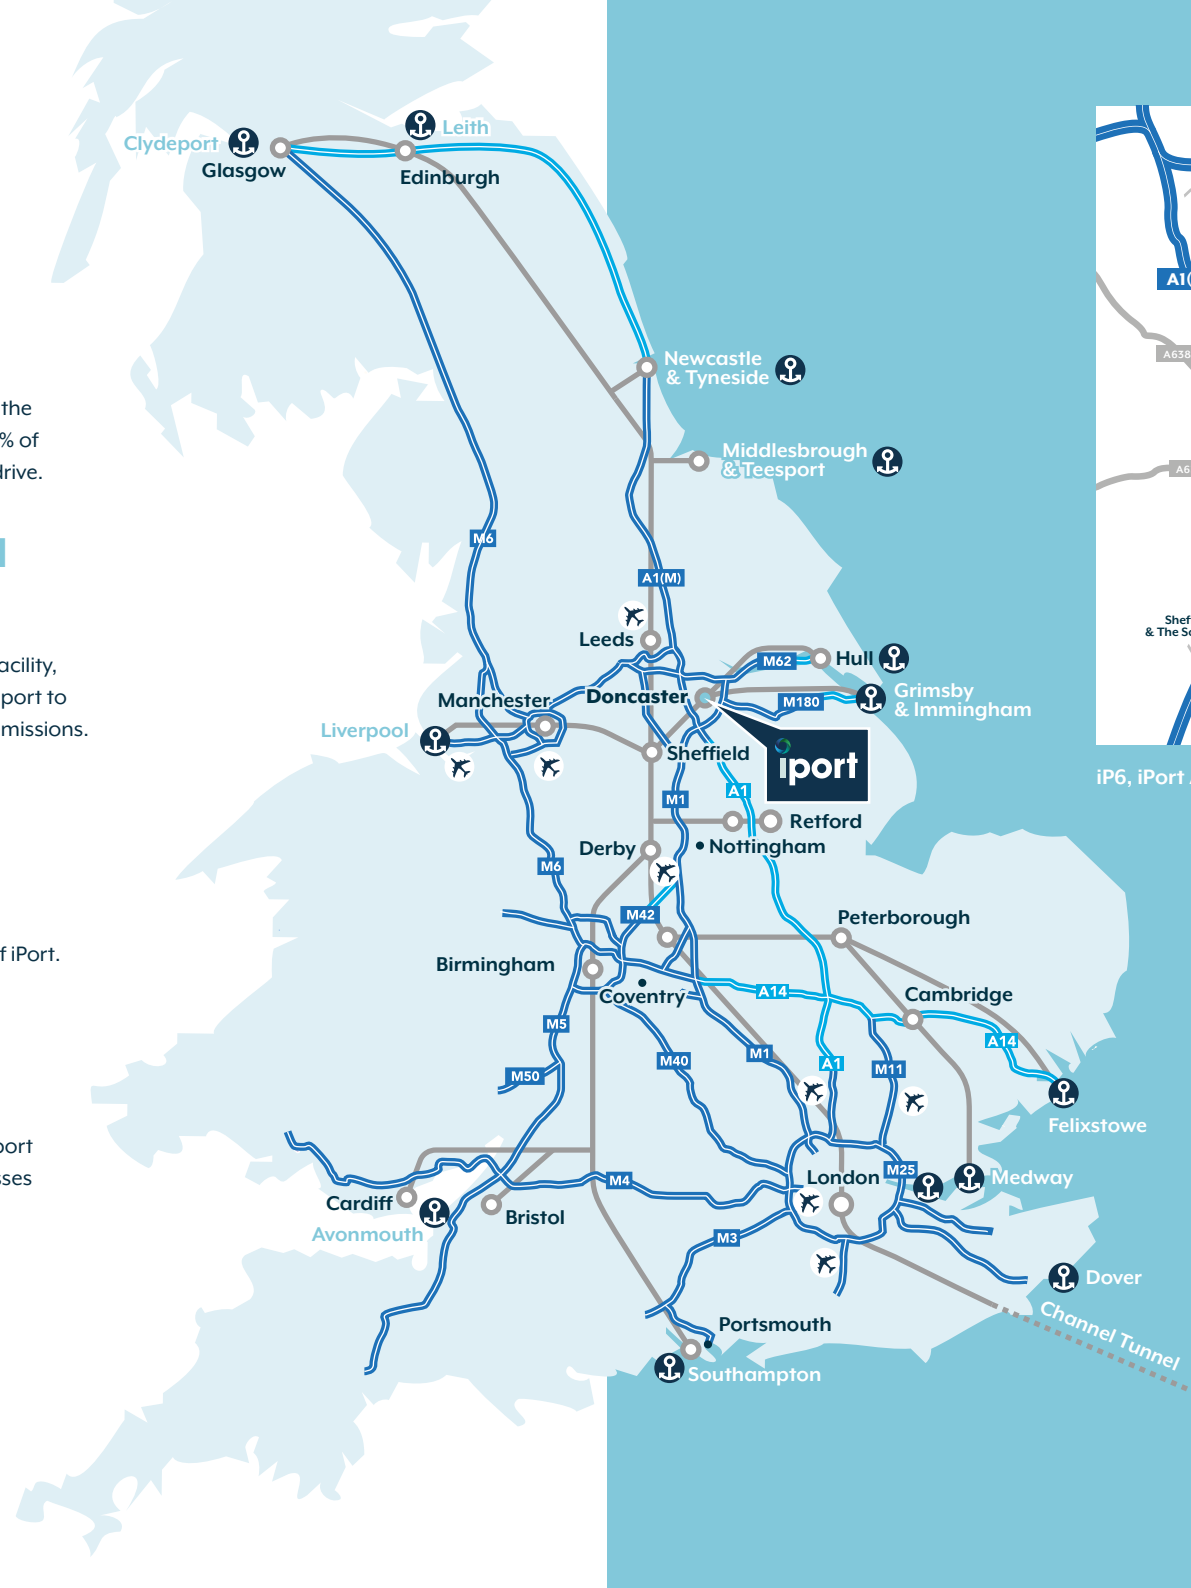 Leith
Clydeport
Glasgow
Edinburgh
A1(
A638
Newcastle
& Tyneside
the
% of
drive.
Middlesbrough
& Teesport
A6
M6
A1(M)
Shef
& The So
Leeds
M62
Hull
acility,
port to
missions.
Manchester
Doncaster
M180
Grimsby
& Immingham
Liverpool
Sheffield
iport
iP6, iPort
M1
A1
Retford
Derby
Nottingham
M6
M42
Peterborough
f iPort.
Birmingham
Coventry
A14
Cambridge
M5
M40
M1
A1
M11
A14
M50
Felixstowe
port
sses
M4
London
M25
Medway
Cardiff
Bristol
Avonmouth
M3
Dover
Channel Tunnel
Portsmouth
Southampton